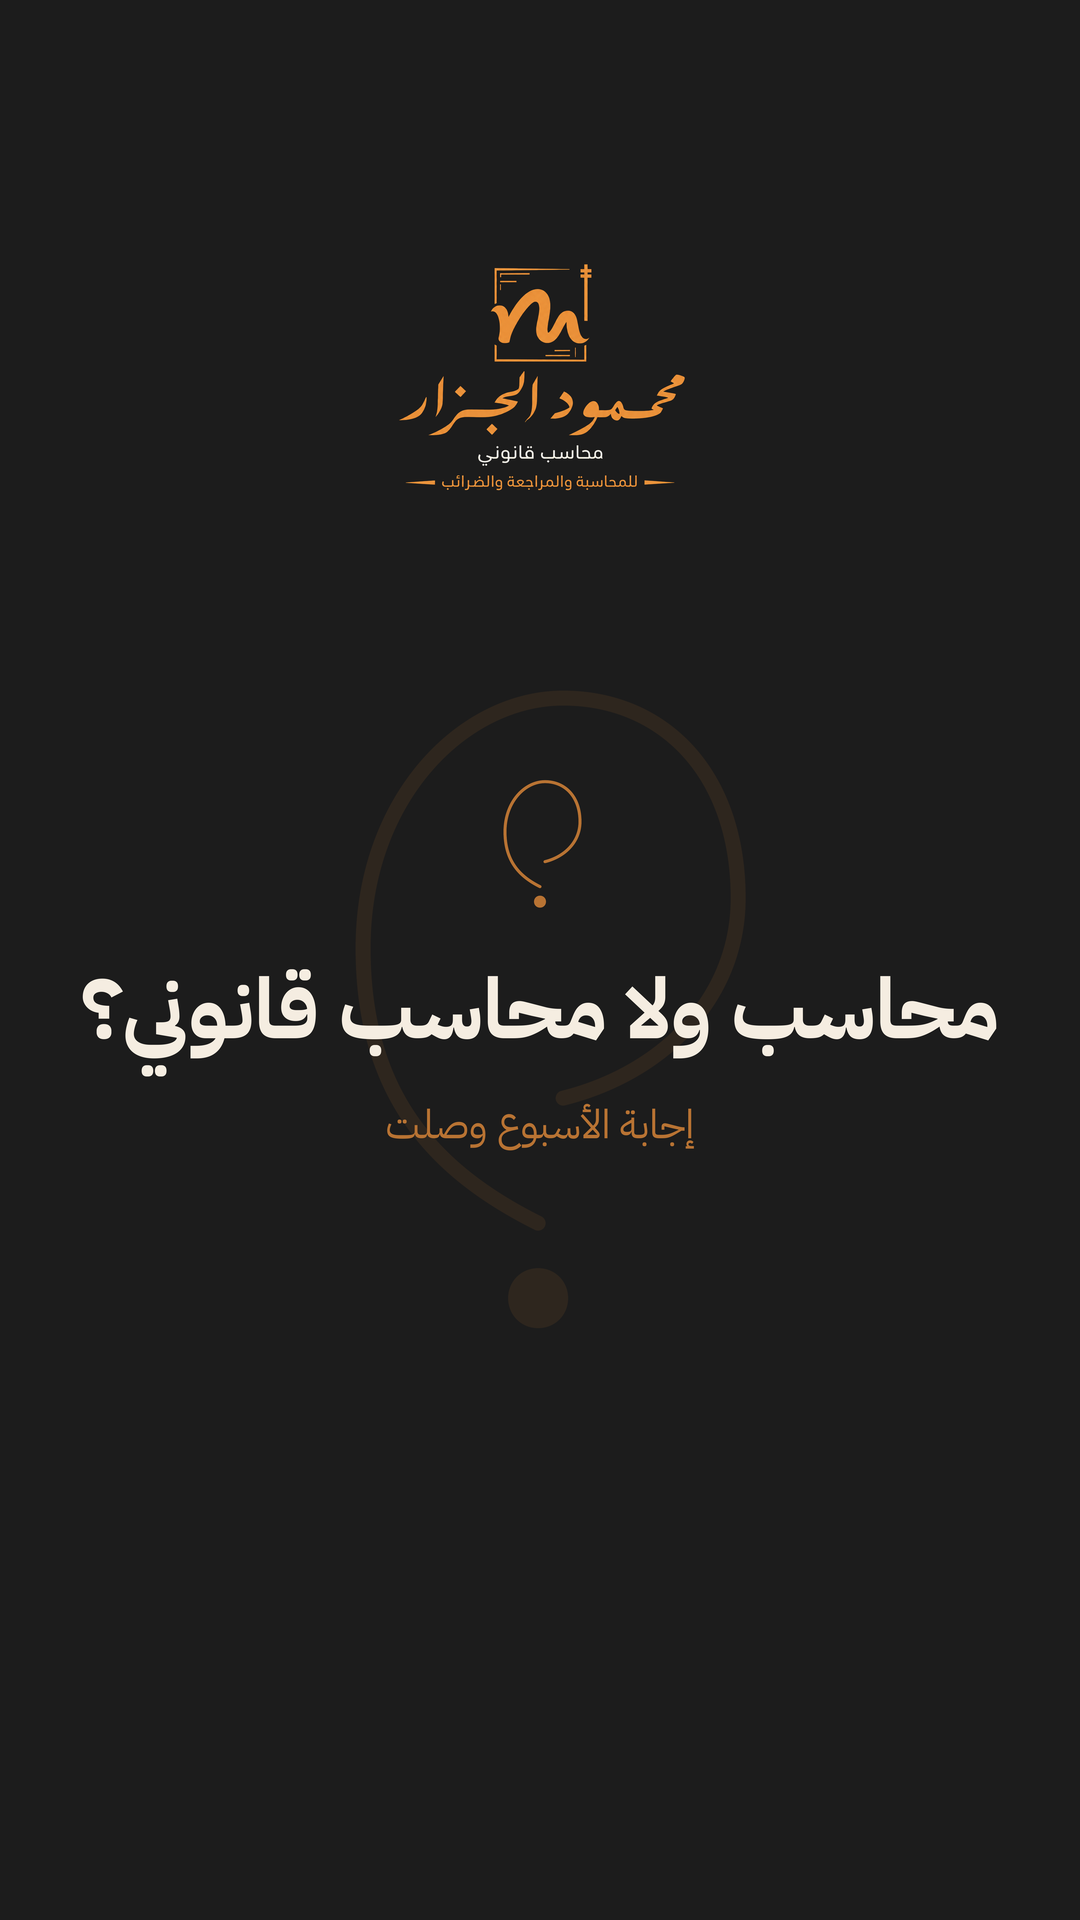 محمود الجزار
محاسب قانوني
للمحاسبة والمراجعة والضرائب
محاسب ولا محاسب قانوني؟
إجابة الأسبوع وصلت